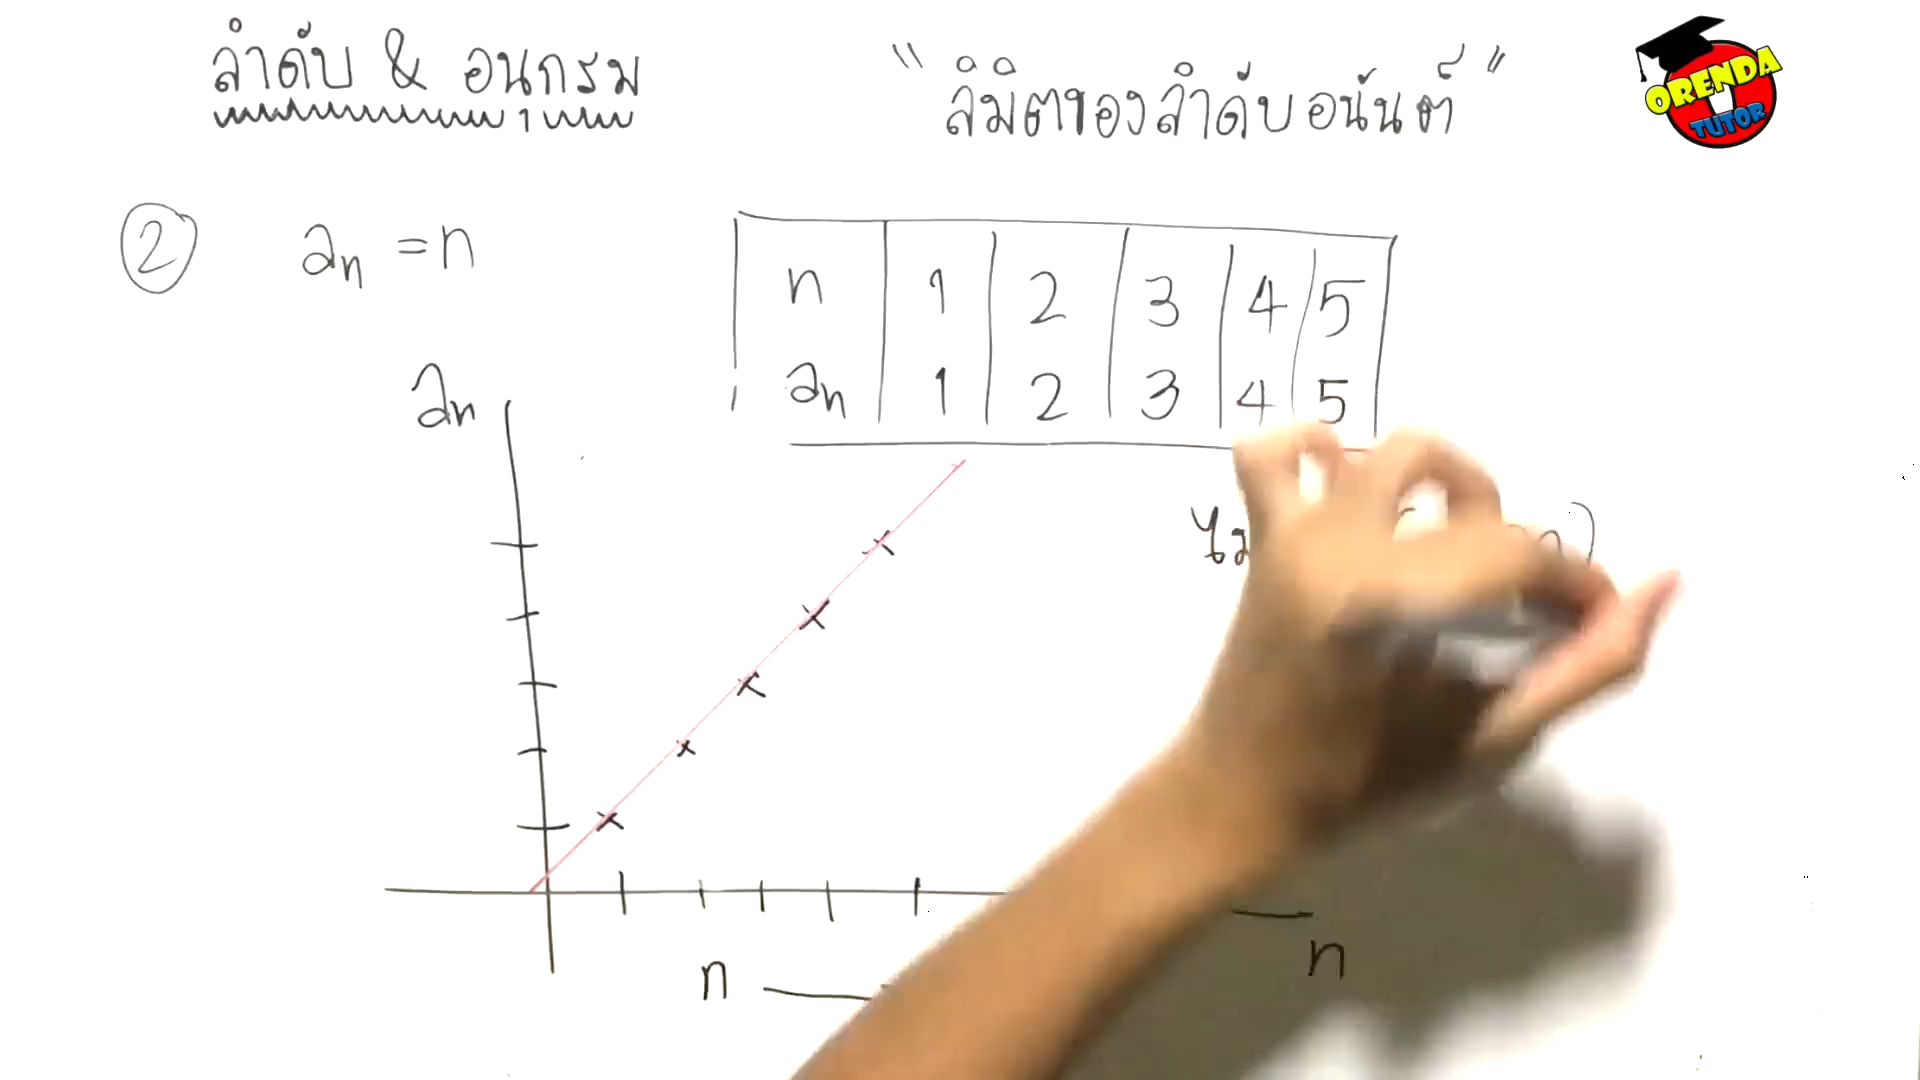 ลำดับ & อนุกรม
"ลิมิตของลำดับอนันต์"
ORENDA
TUTOR
2 an = n
n 1 2 3 4 5
an 1 2 3 4 5
an
n
n